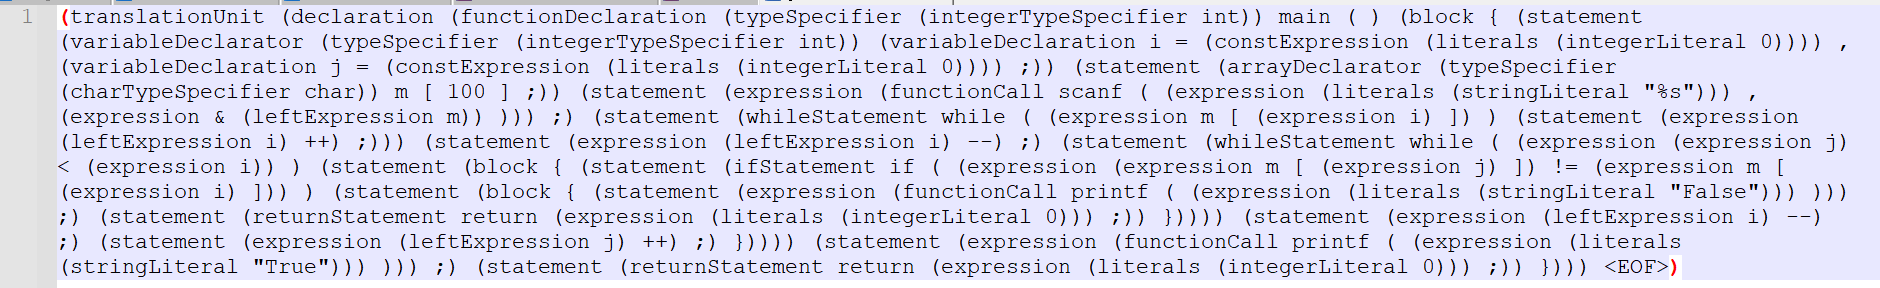 1 (translationUnit (declaration (functionDeclaration (typeSpecifier (integerTypeSpecifier int)) main ( ) (block { (statement
(variableDeclarator (typeSpecifier (integerTypeSpecifier int)) (variableDeclaration i = (constExpression (literals (integerLiteral 0)))) ,
(variableDeclaration j = (constExpression (literals (integerLiteral 0)))) ;)) (statement (arrayDeclarator (typeSpecifier
(charTypeSpecifier char)) m [ 100 ] ;)) (statement (expression (functionCall scanf ( (expression (literals (stringLiteral "%s"))) ,
(expression & (leftExpression m)) ))) ;) (statement (whileStatement while ( (expression m [ (expression i) ]) ) (statement (expression
(leftExpression i) ++) ;))) (statement (expression (leftExpression i) --) ;) (statement (whileStatement while ( (expression (expression j)
< (expression i)) ) (statement (block { (statement (ifStatement if ( (expression (expression m [ (expression j) ]) != (expression m [
(expression i) ])) ) (statement (block { (statement (expression (functionCall printf ( (expression (literals (stringLiteral "False"))) )))
;) (statement (returnStatement return (expression (literals (integerLiteral 0))) ;)) })))) (statement (expression (leftExpression i) --)
;) (statement (expression (leftExpression j) ++) ;) })))) (statement (expression (functionCall printf ( (expression (literals
(stringLiteral "True"))) ))) ;) (statement (returnStatement return (expression (literals (integerLiteral 0))) ;)) }))) <EOF>)